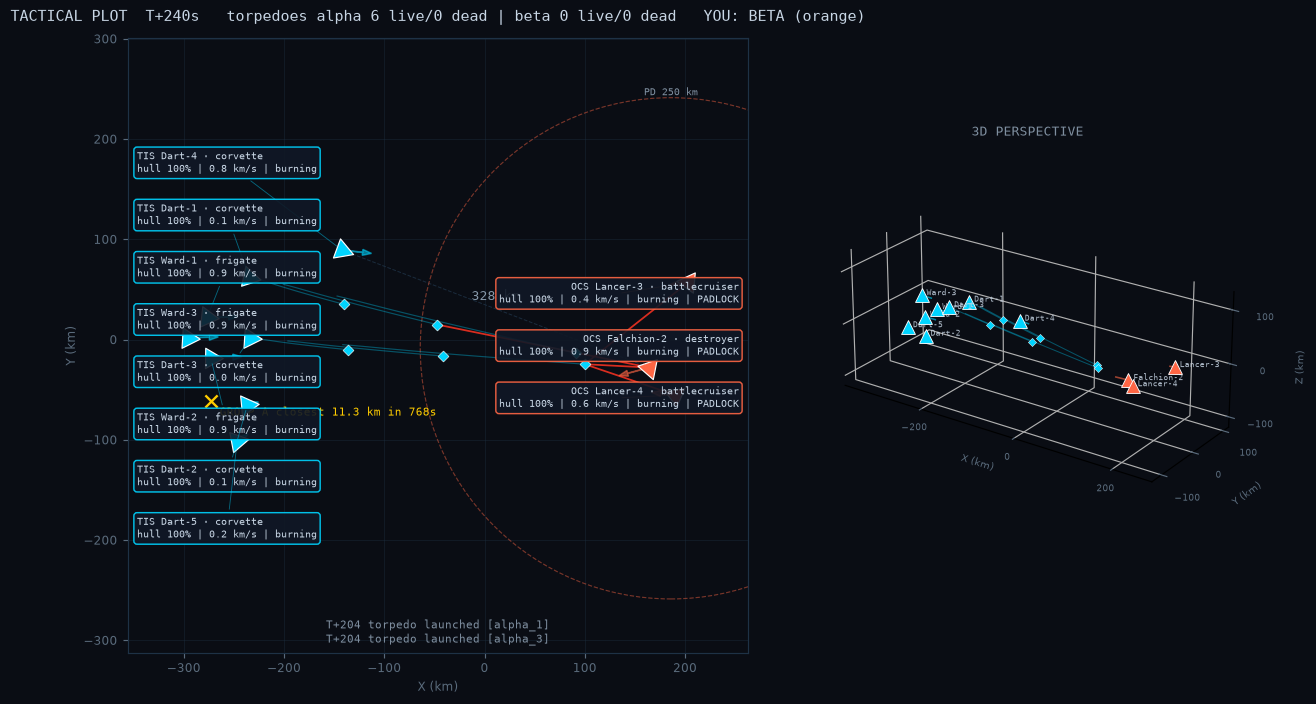 TACTICAL PLOT  T+240s   torpedoes alpha 6 live/0 dead | beta 0 live/0 dead   YOU: BETA (orange)
300
200
100
0
−100
−200
−300
Y (km)
−300
−200
−100
0
100
200
X (km)
PD 250 km
TIS Dart-4 · corvette
hull 100% | 0.8 km/s | burning
TIS Dart-1 · corvette
hull 100% | 0.1 km/s | burning
TIS Ward-1 · frigate
hull 100% | 0.9 km/s | burning
TIS Ward-3 · frigate
hull 100% | 0.9 km/s | burning
TIS Dart-3 · corvette
hull 100% | 0.0 km/s | burning
TIS Ward-2 · frigate
hull 100% | 0.9 km/s | burning
TIS Dart-2 · corvette
hull 100% | 0.1 km/s | burning
TIS Dart-5 · corvette
hull 100% | 0.2 km/s | burning
328
OCS Lancer-3 · battlecruiser
hull 100% | 0.4 km/s | burning | PADLOCK
OCS Falchion-2 · destroyer
hull 100% | 0.9 km/s | burning | PADLOCK
OCS Lancer-4 · battlecruiser
hull 100% | 0.6 km/s | burning | PADLOCK
11.3 km in 768s
T+204 torpedo launched [alpha_1]
T+204 torpedo launched [alpha_3]
3D PERSPECTIVE
Ward-3
Dart-1
Dart-4
Dart-2
Lancer-3
Falchion-2
Lancer-4
−200
0
200
X (km)
−100
0
100
Y (km)
100
0
−100
Z (km)